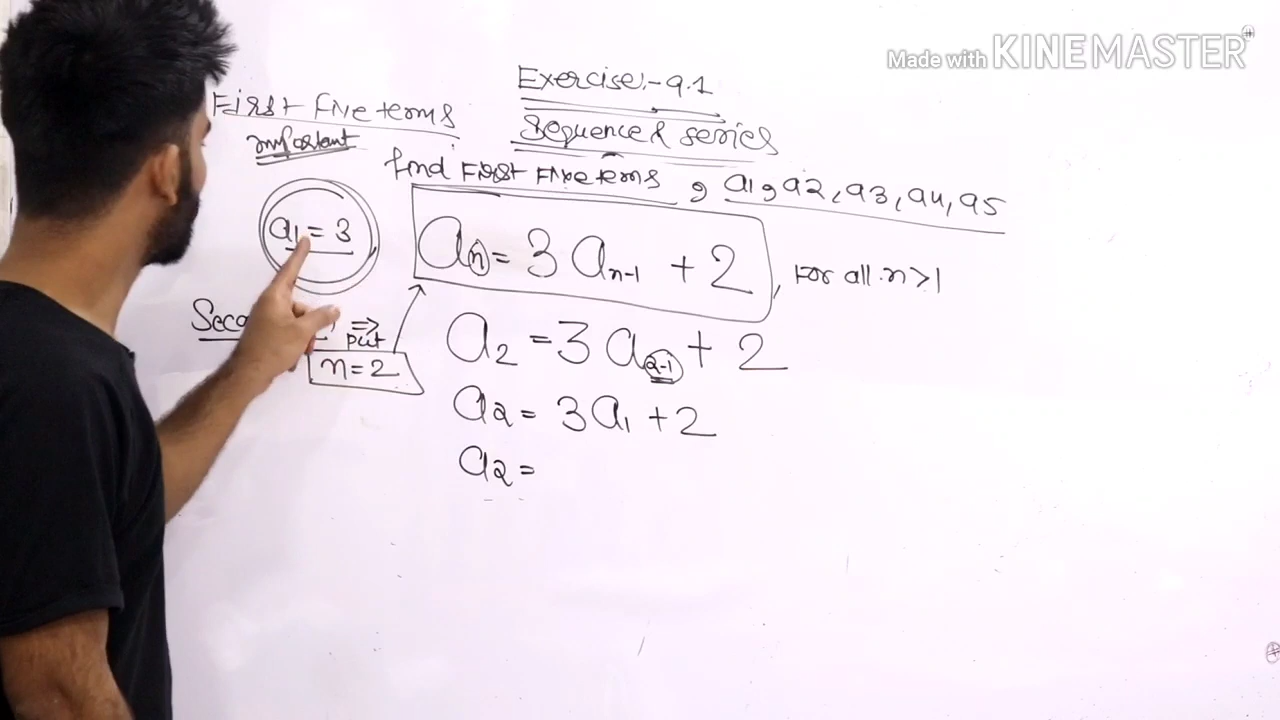 Made with KINEMASTER
Exercise:- 9.1
First Five terms
Sequence & series
Important
find First Five terms , a1, a2, a3, a4, a5
a1 = 3
an = 3 an-1 + 2 , For all n>1
⇒
put
n=2
a2 = 3 a2-1 + 2
a2 = 3 a1 + 2
a2 =